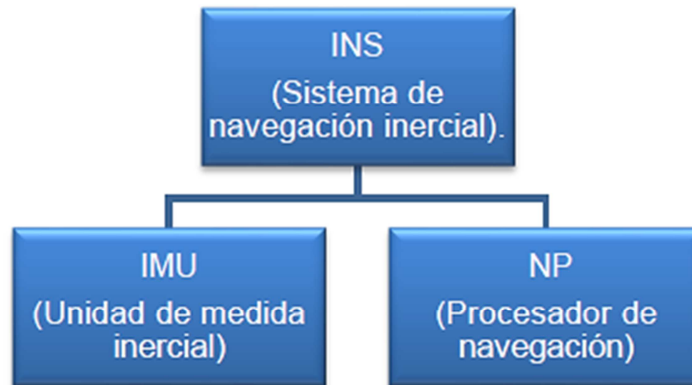 INS
(Sistema de
navegación inercial).
IMU
(Unidad de medida
inercial)
NP
(Procesador de
navegación)